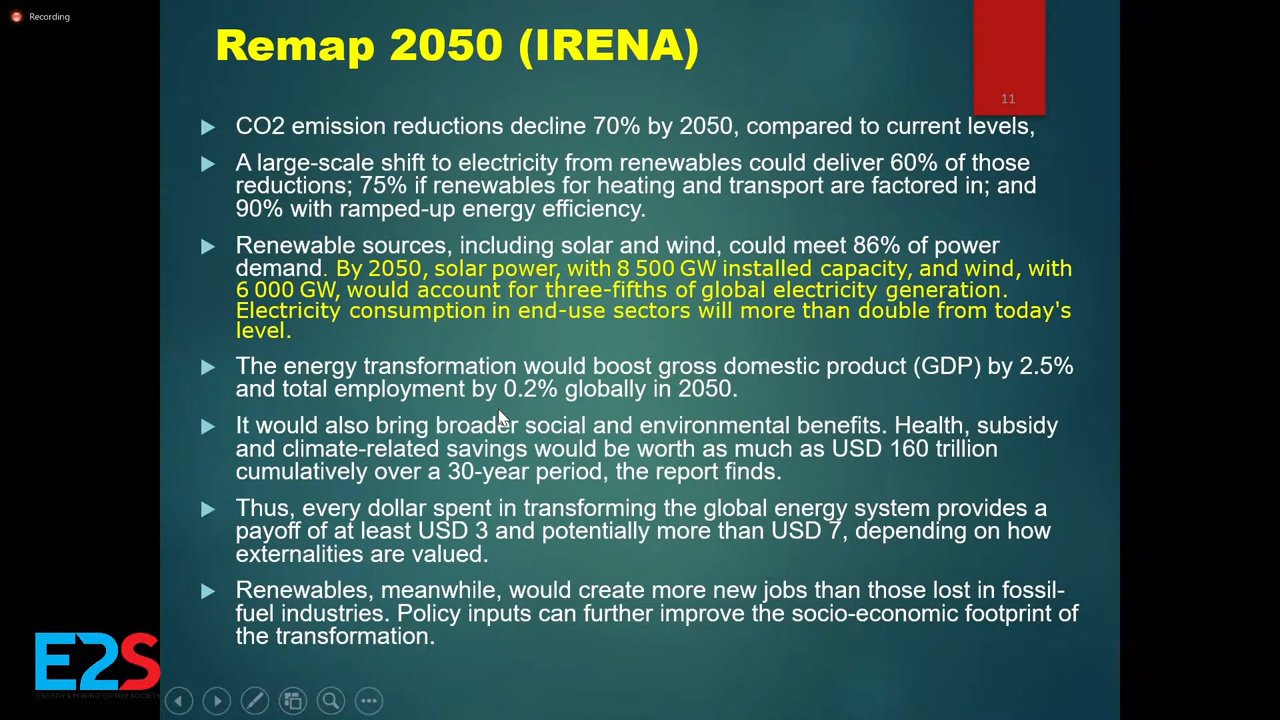 Recording
Remap 2050 (IRENA)
11
CO2 emission reductions decline 70% by 2050, compared to current levels,
A large-scale shift to electricity from renewables could deliver 60% of those
reductions; 75% if renewables for heating and transport are factored in; and
90% with ramped-up energy efficiency.
Renewable sources, including solar and wind, could meet 86% of power
demand. By 2050, solar power, with 8 500 GW installed capacity, and wind, with
6 000 GW, would account for three-fifths of global electricity generation.
Electricity consumption in end-use sectors will more than double from today's
level.
The energy transformation would boost gross domestic product (GDP) by 2.5%
and total employment by 0.2% globally in 2050.
It would also bring broader social and environmental benefits. Health, subsidy
and climate-related savings would be worth as much as USD 160 trillion
cumulatively over a 30-year period, the report finds.
Thus, every dollar spent in transforming the global energy system provides a
payoff of at least USD 3 and potentially more than USD 7, depending on how
externalities are valued.
Renewables, meanwhile, would create more new jobs than those lost in fossil-
fuel industries. Policy inputs can further improve the socio-economic footprint of
the transformation.
E2S
ENERGY & MINING EDITOR SOCIETY